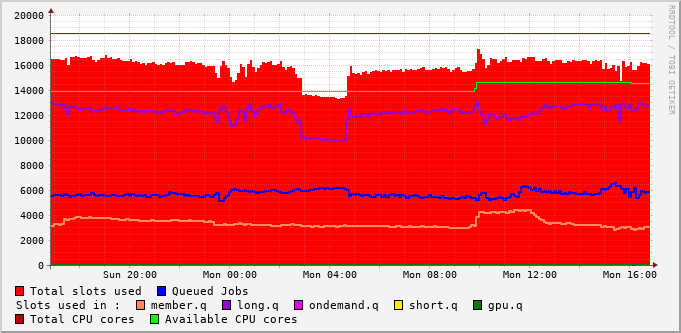 RRDTOOL / TOBI OETIKER
20000
18000
16000
14000
12000
10000
8000
6000
4000
2000
0
Sun 20:00 Mon 00:00 Mon 04:00 Mon 08:00 Mon 12:00 Mon 16:00
Total slots used Queued Jobs
Slots used in : member.q long.q ondemand.q short.q gpu.q
Total CPU cores Available CPU cores